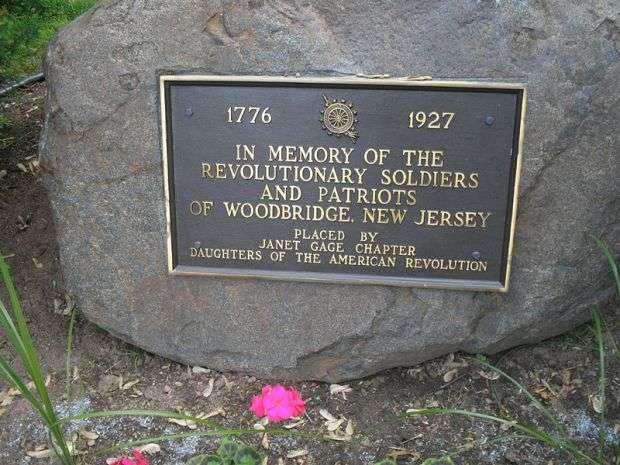 1776 1927
IN MEMORY OF THE
REVOLUTIONARY SOLDIERS
AND PATRIOTS
OF WOODBRIDGE, NEW JERSEY
PLACED BY
JANET GAGE CHAPTER
DAUGHTERS OF THE AMERICAN REVOLUTION